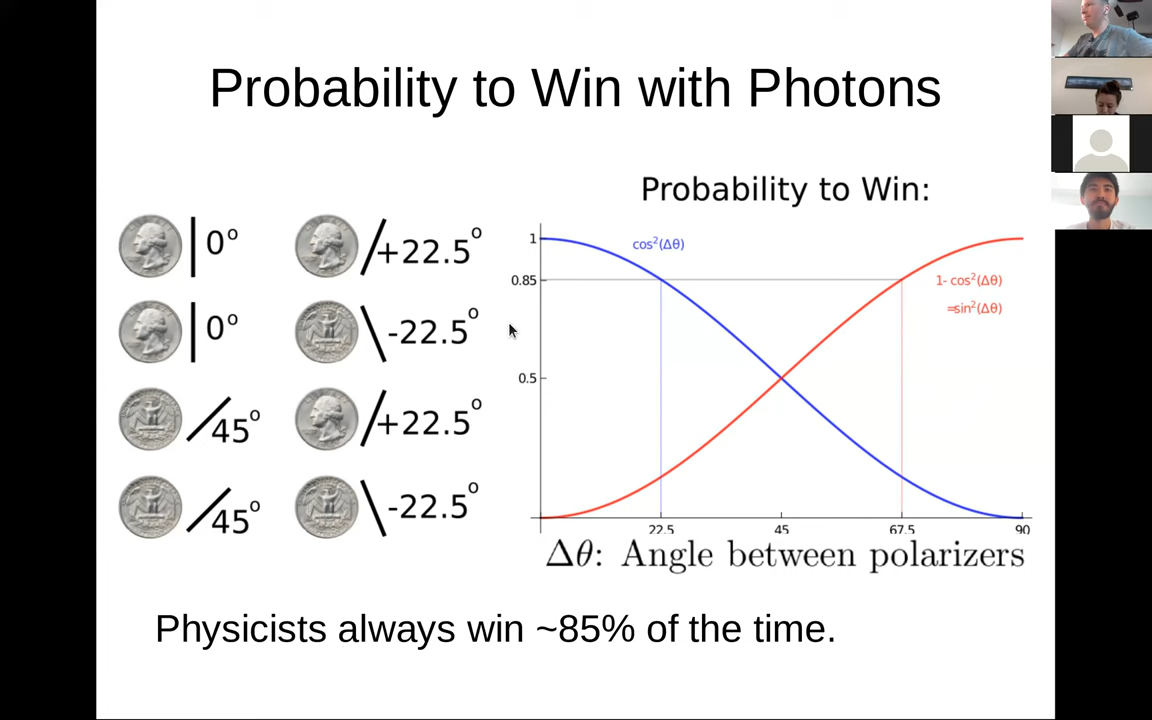 Probability to Win with Photons
Probability to Win:
0° +22.5°
0° -22.5°
45° +22.5°
45° -22.5°
1
0.85
0.5
cos²(Δθ)
1- cos²(Δθ)
=sin²(Δθ)
22.5 45 67.5 90
Δθ: Angle between polarizers
Physicists always win ~85% of the time.